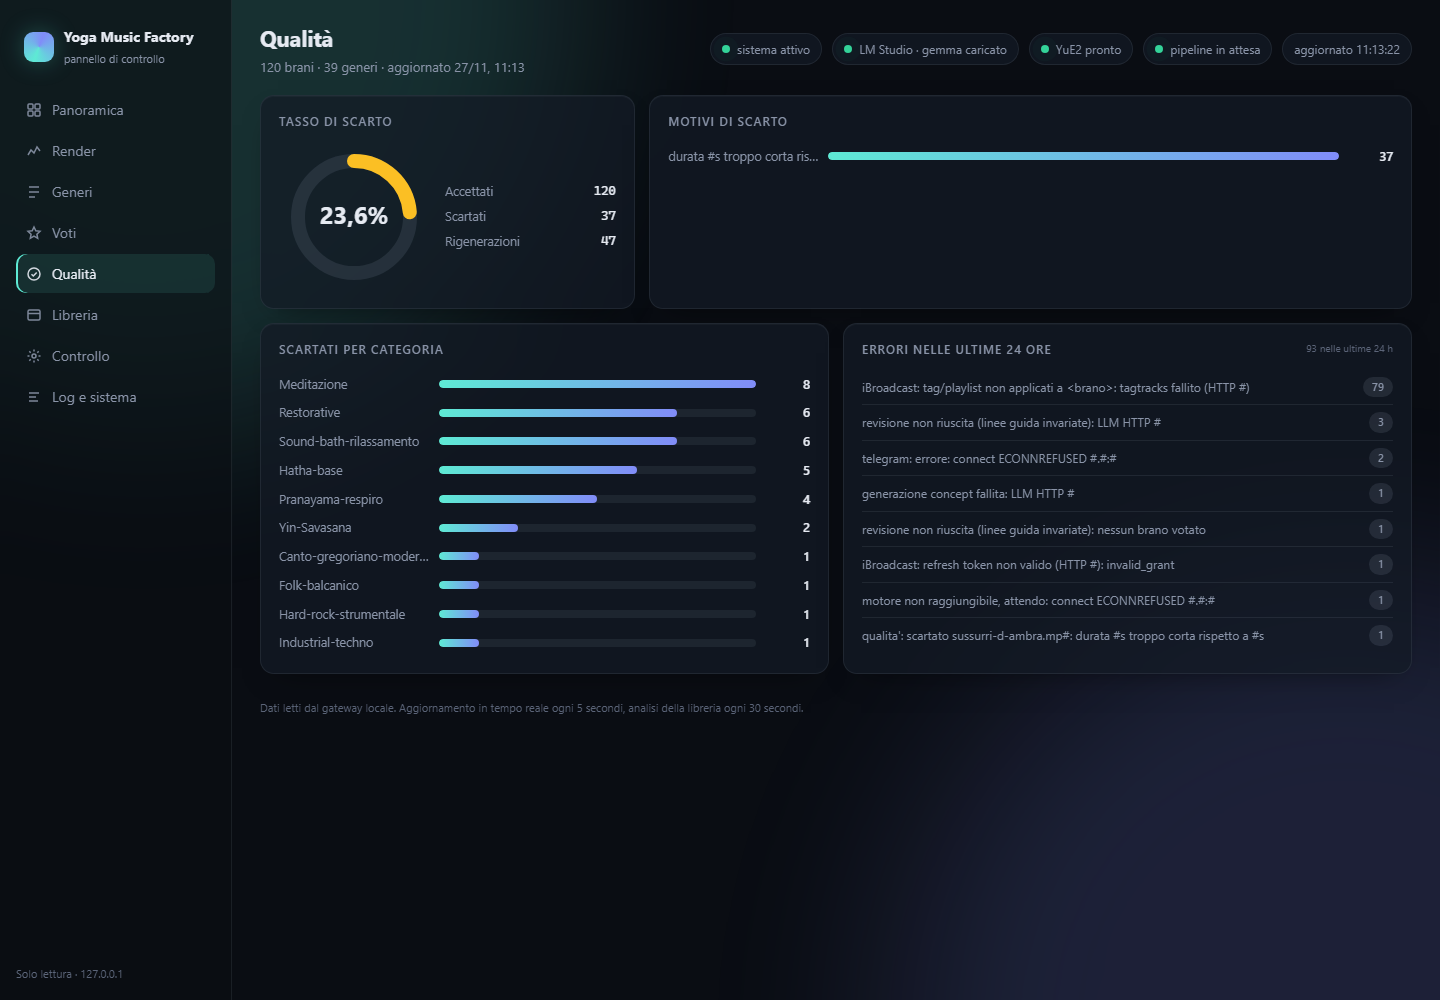 Yoga Music Factory
pannello di controllo
Panoramica
Render
Generi
Voti
Qualità
Libreria
Controllo
Log e sistema
Solo lettura · 127.0.0.1
Qualità
120 brani · 39 generi · aggiornato 27/11, 11:13
sistema attivo
LM Studio · gemma caricato
YuE2 pronto
pipeline in attesa
aggiornato 11:13:22
TASSO DI SCARTO
23,6%
Accettati 120
Scartati 37
Rigenerazioni 47
MOTIVI DI SCARTO
durata #s troppo corta ris... 37
SCARTATI PER CATEGORIA
Meditazione 8
Restorative 6
Sound-bath-rilassamento 6
Hatha-base 5
Pranayama-respiro 4
Yin-Savasana 2
Canto-gregoriano-moder... 1
Folk-balcanico 1
Hard-rock-strumentale 1
Industrial-techno 1
ERRORI NELLE ULTIME 24 ORE
93 nelle ultime 24 h
iBroadcast: tag/playlist non applicati a <brano>: tagtracks fallito (HTTP #) 79
revisione non riuscita (linee guida invariate): LLM HTTP # 3
telegram: errore: connect ECONNREFUSED #.#:# 2
generazione concept fallita: LLM HTTP # 1
revisione non riuscita (linee guida invariate): nessun brano votato 1
iBroadcast: refresh token non valido (HTTP #): invalid_grant 1
motore non raggiungibile, attendo: connect ECONNREFUSED #.#:# 1
qualita': scartato sussurri-d-ambra.mp#: durata #s troppo corta rispetto a #s 1
Dati letti dal gateway locale. Aggiornamento in tempo reale ogni 5 secondi, analisi della libreria ogni 30 secondi.